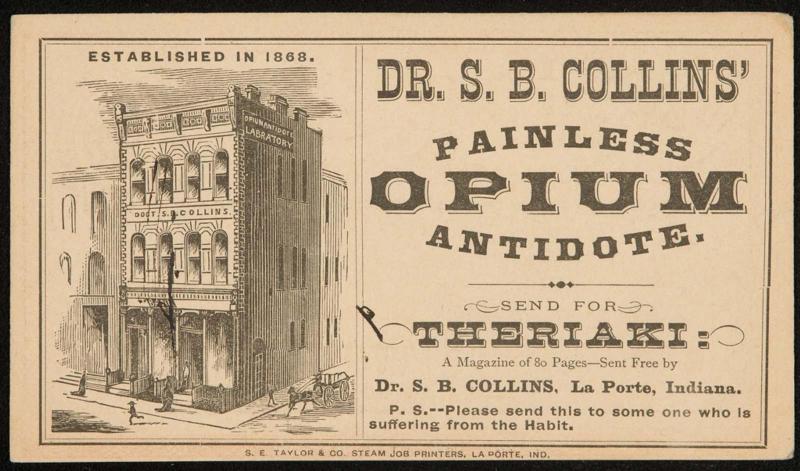 ESTABLISHED IN 1868.
OPIUM ANTIDOTE
LABRATORY
DOCT. S.B. COLLINS.
DR. S. B. COLLINS'
PAINLESS
OPIUM
ANTIDOTE.
SEND FOR
THERIAKI:
A Magazine of 80 Pages—Sent Free by
Dr. S. B. COLLINS, La Porte, Indiana.
P. S.--Please send this to some one who is
suffering from the Habit.
S. E. TAYLOR & CO. STEAM JOB PRINTERS, LA PORTE, IND.